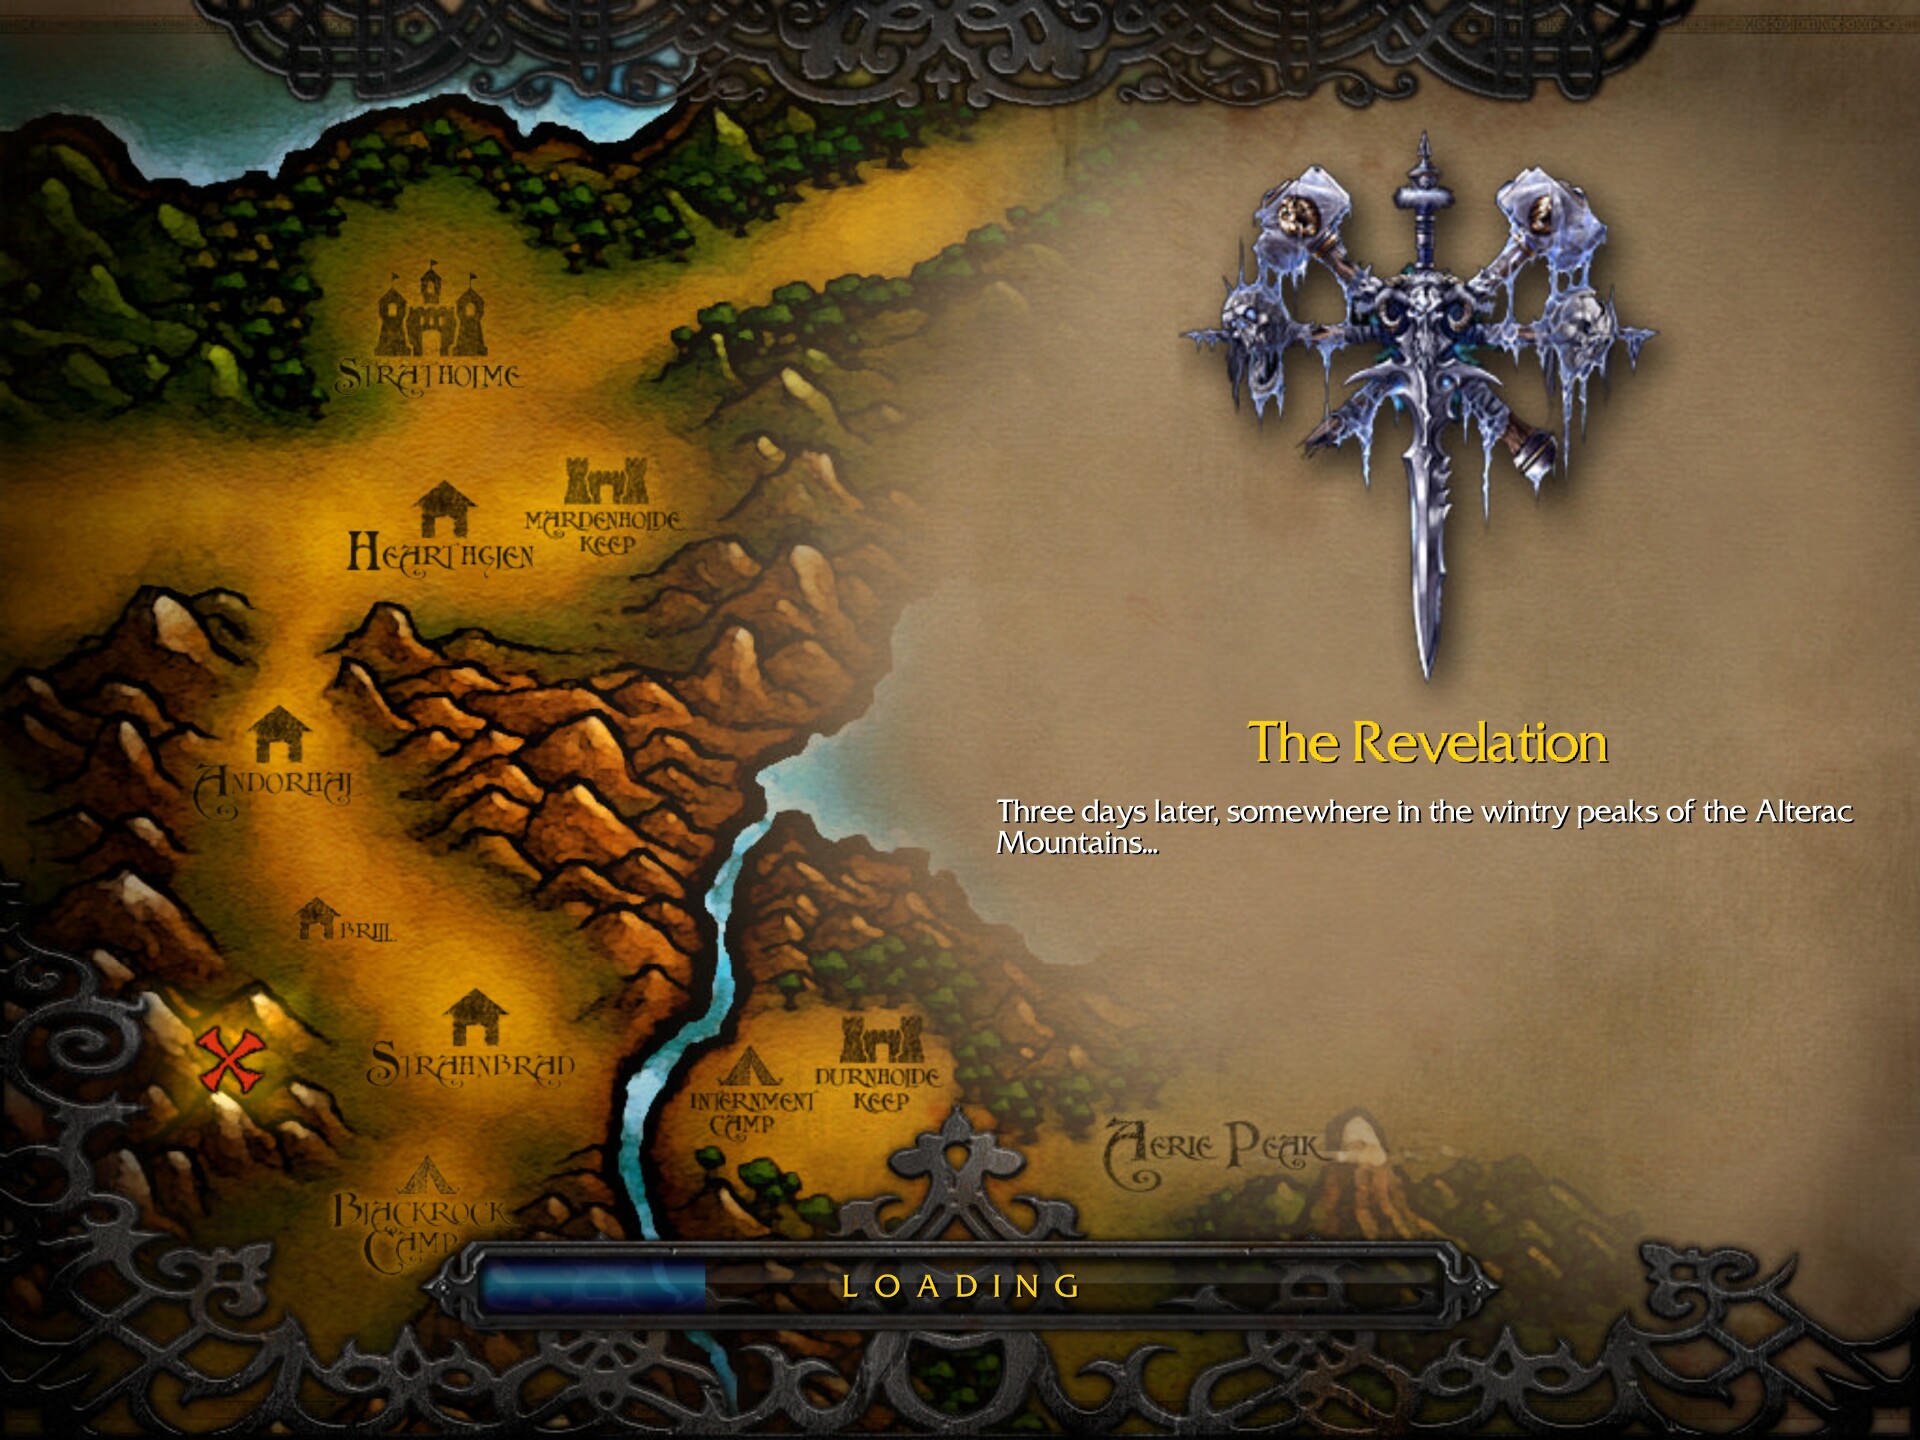 STRATHOLME
HEARTHGLEN
MARDENHOLDE
KEEP
ANDORHAL
BRILL
STRAHNBRAD
INTERNMENT
CAMP
DURNHOLDE
KEEP
AERIE PEAK
BLACKROCK
CAMP
The Revelation
Three days later, somewhere in the wintry peaks of the Alterac
Mountains...
LOADING